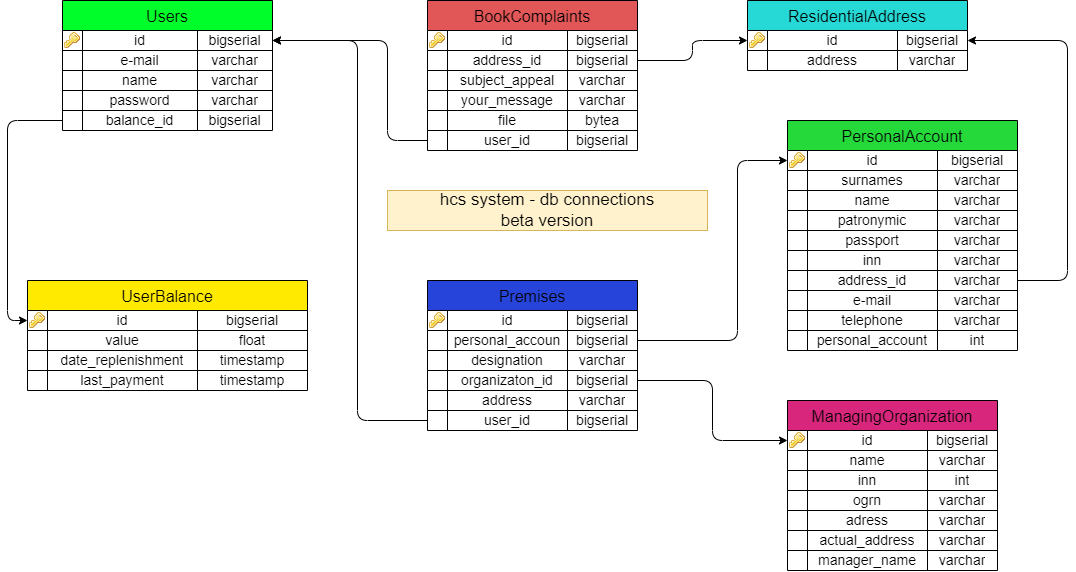 Users
id bigserial
e-mail varchar
name varchar
password varchar
balance_id bigserial
BookComplaints
id bigserial
address_id bigserial
subject_appeal varchar
your_message varchar
file bytea
user_id bigserial
ResidentialAddress
id bigserial
address varchar
PersonalAccount
id bigserial
surnames varchar
name varchar
patronymic varchar
passport varchar
inn varchar
address_id varchar
e-mail varchar
telephone varchar
personal_account int
hcs system - db connections
beta version
UserBalance
id bigserial
value float
date_replenishment timestamp
last_payment timestamp
Premises
id bigserial
personal_accoun bigserial
designation varchar
organizaton_id bigserial
address varchar
user_id bigserial
ManagingOrganization
id bigserial
name varchar
inn int
ogrn varchar
adress varchar
actual_address varchar
manager_name varchar